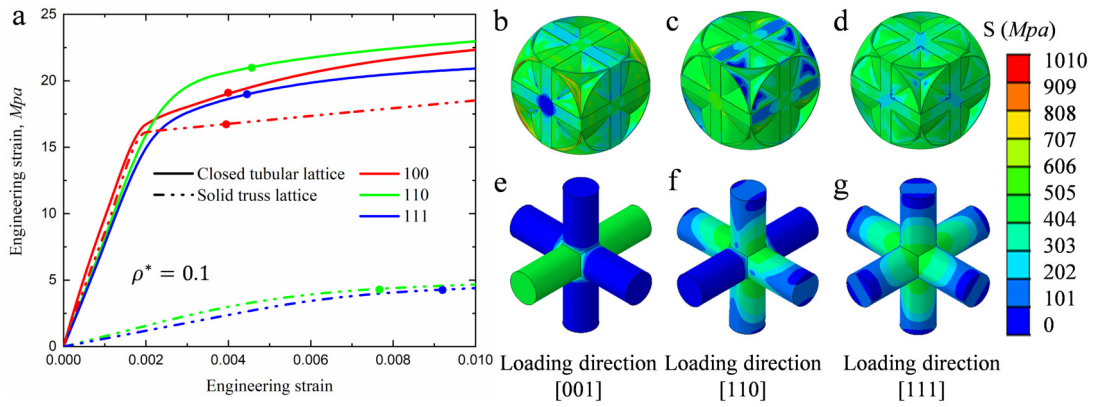 a
Engineering strain, Mpa
25
20
15
10
5
0
Closed tubular lattice
Solid truss lattice
100
110
111
ρ* = 0.1
0.000
0.002
0.004
0.006
0.008
0.010
Engineering strain
b
c
d
e
f
g
Loading direction
[001]
Loading direction
[110]
Loading direction
[111]
S (Mpa)
1010
909
808
707
606
505
404
303
202
101
0